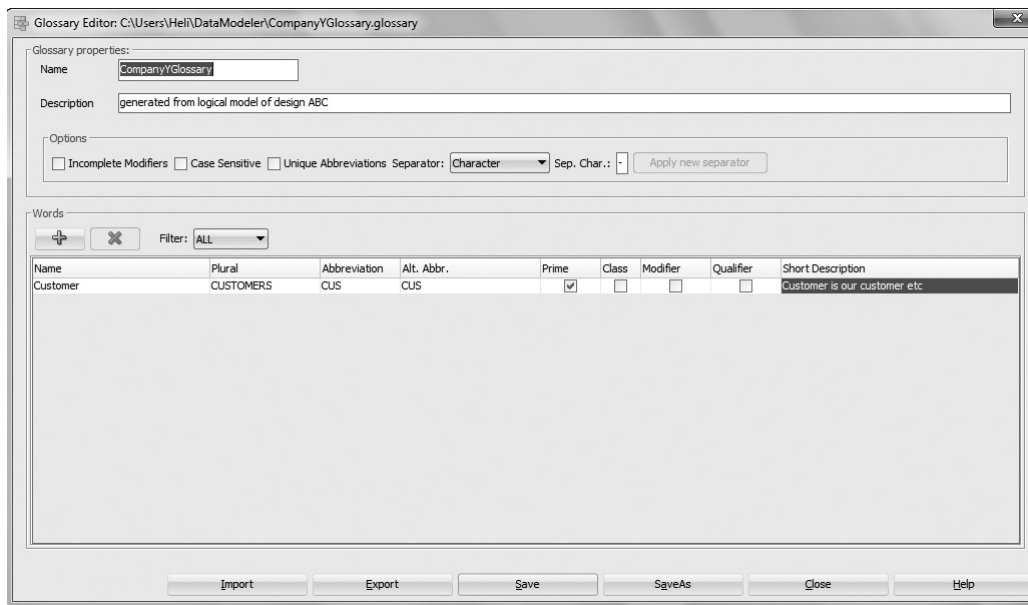 Glossary Editor: C:\Users\Heli\DataModeler\CompanyYGlossary.glossary
X
Glossary properties:
Name CompanyYGlossary
Description generated from logical model of design ABC
Options
Incomplete Modifiers Case Sensitive Unique Abbreviations Separator: Character Sep. Char.: - Apply new separator
Words
Filter: ALL
Name Plural Abbreviation Alt. Abbr. Prime Class Modifier Qualifier Short Description
Customer CUSTOMERS CUS CUS Customer is our customer etc
Import Export Save SaveAs Close Help